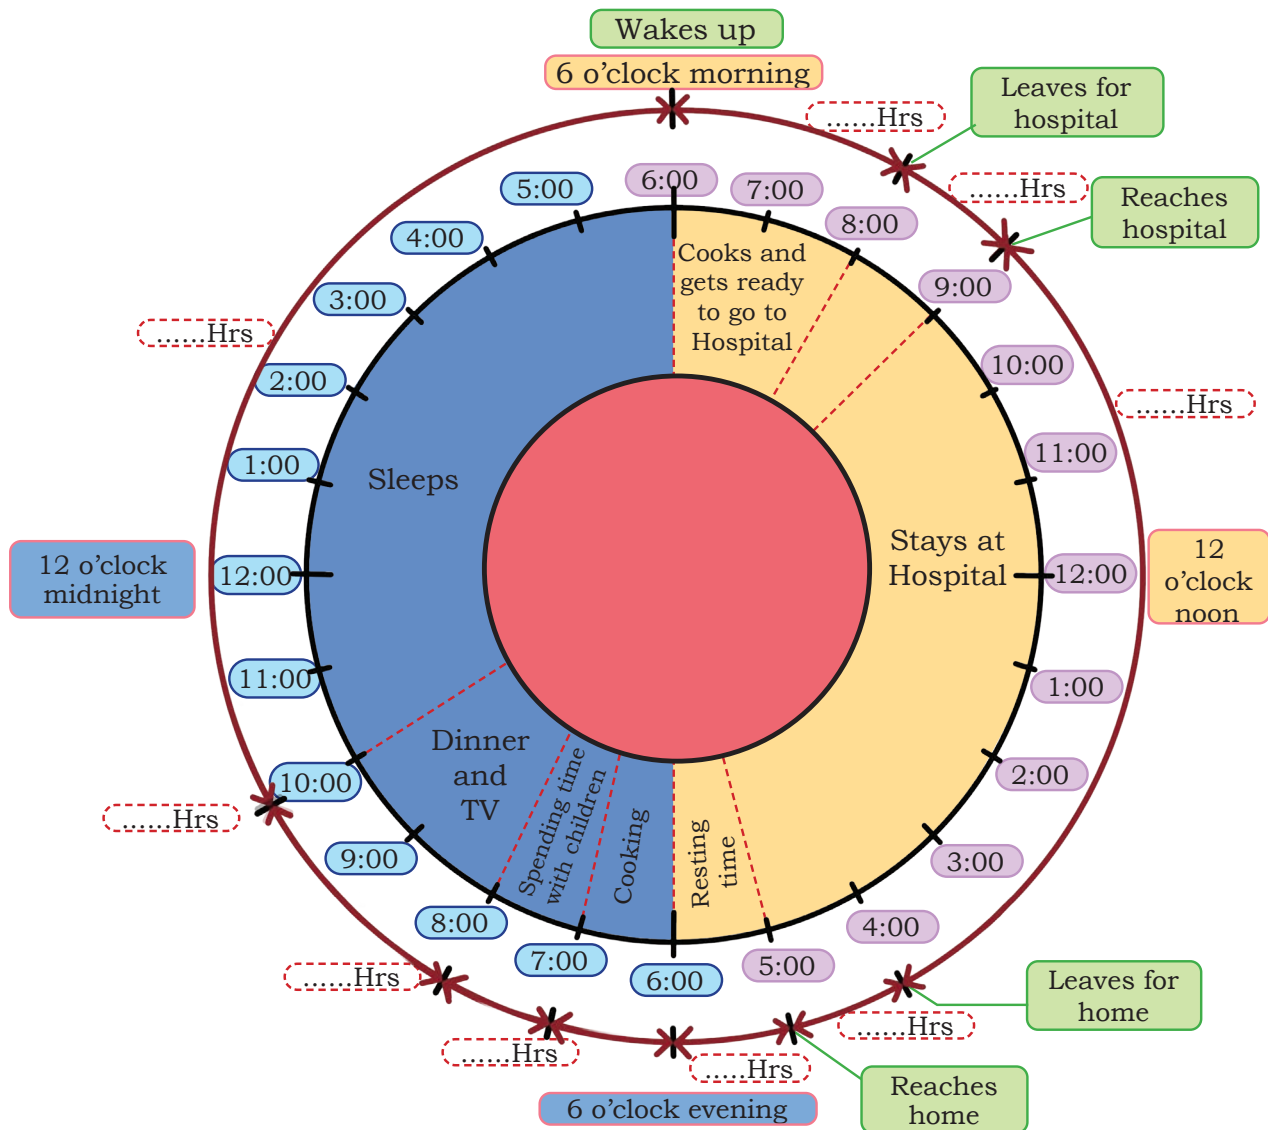 Wakes up
6 o'clock morning
......Hrs
Leaves for
hospital
......Hrs
Reaches
hospital
5:00
6:00
7:00
4:00
8:00
Cooks and
gets ready
to go to
Hospital
3:00
9:00
......Hrs
2:00
10:00
......Hrs
1:00
Sleeps
11:00
12 o'clock
midnight
12:00
Stays at
Hospital
12:00
12
o'clock
noon
11:00
1:00
10:00
Dinner
and
TV
2:00
......Hrs
9:00
Spending time
with children
Cooking
Resting
time
3:00
8:00
4:00
7:00
6:00
5:00
......Hrs
Leaves for
home
......Hrs
......Hrs
.....Hrs
Reaches
home
6 o'clock evening